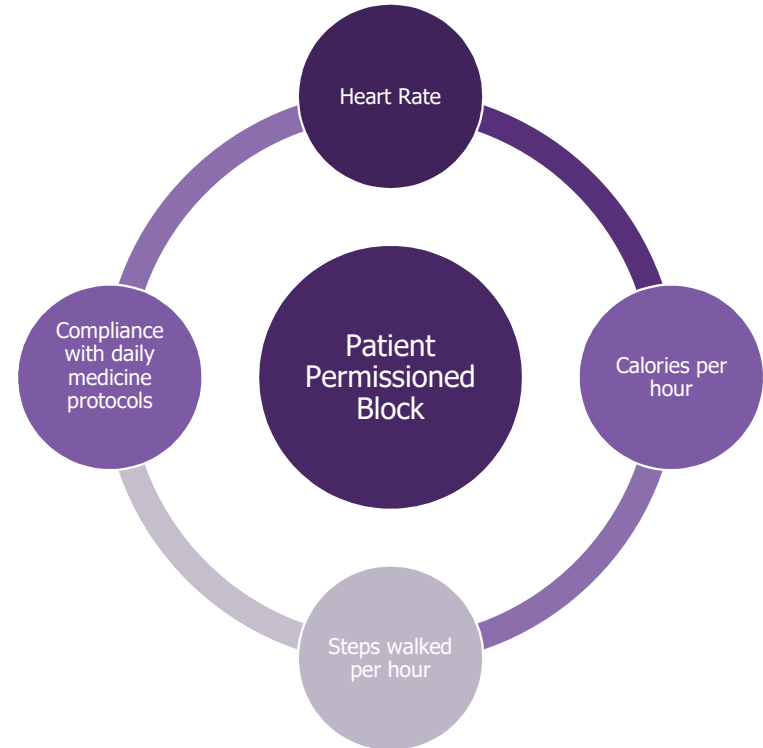 Heart Rate
Compliance
with daily
medicine
protocols
Patient
Permissioned
Block
Calories per
hour
Steps walked
per hour